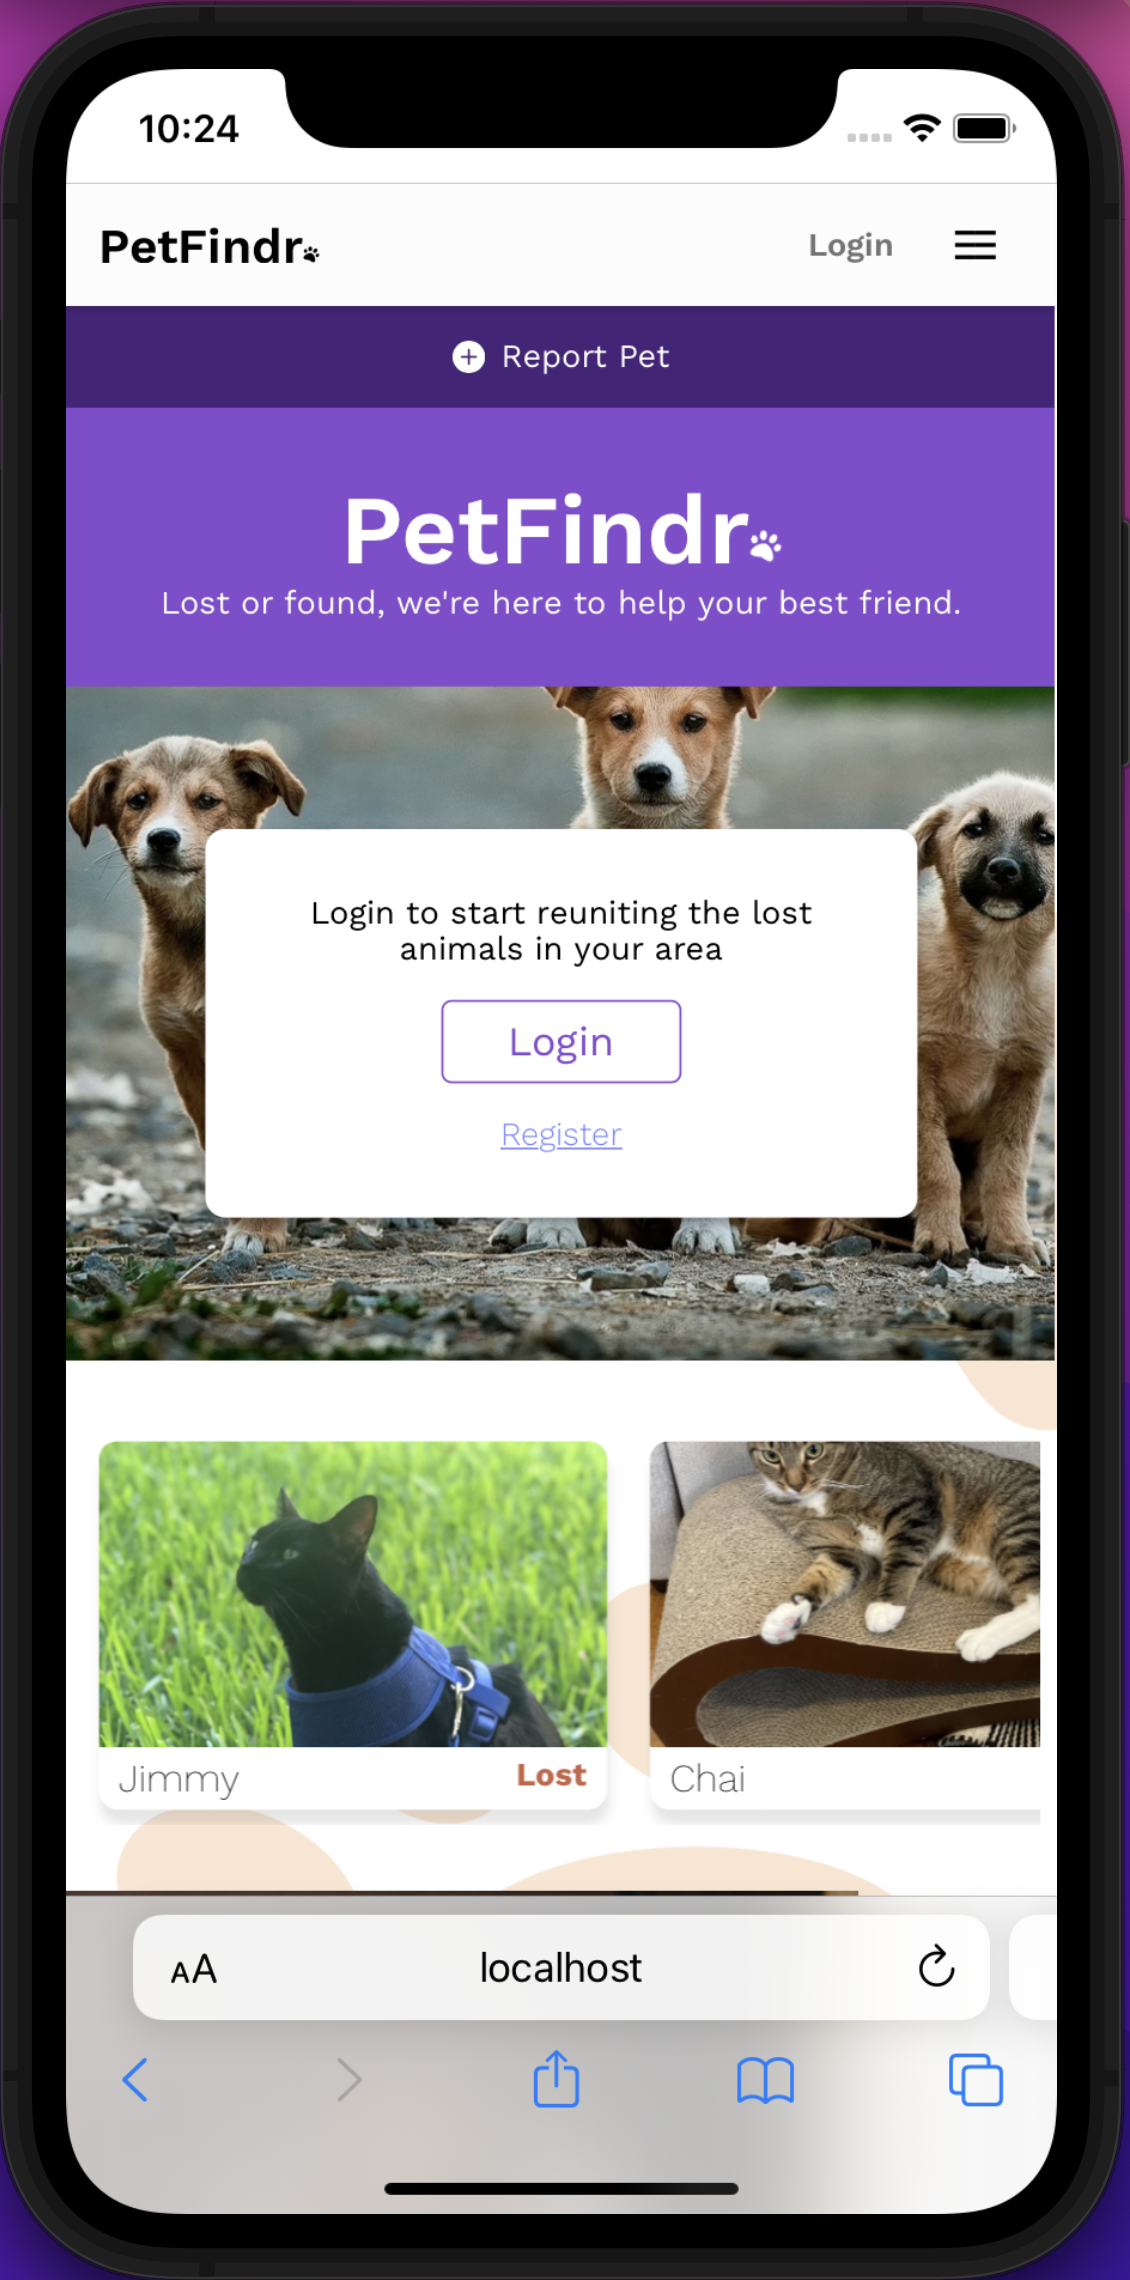 10:24
PetFindr
Login
Report Pet
PetFindr
Lost or found, we're here to help your best friend.
Login to start reuniting the lost
animals in your area
Login
Register
Jimmy
Lost
Chai
AA
localhost